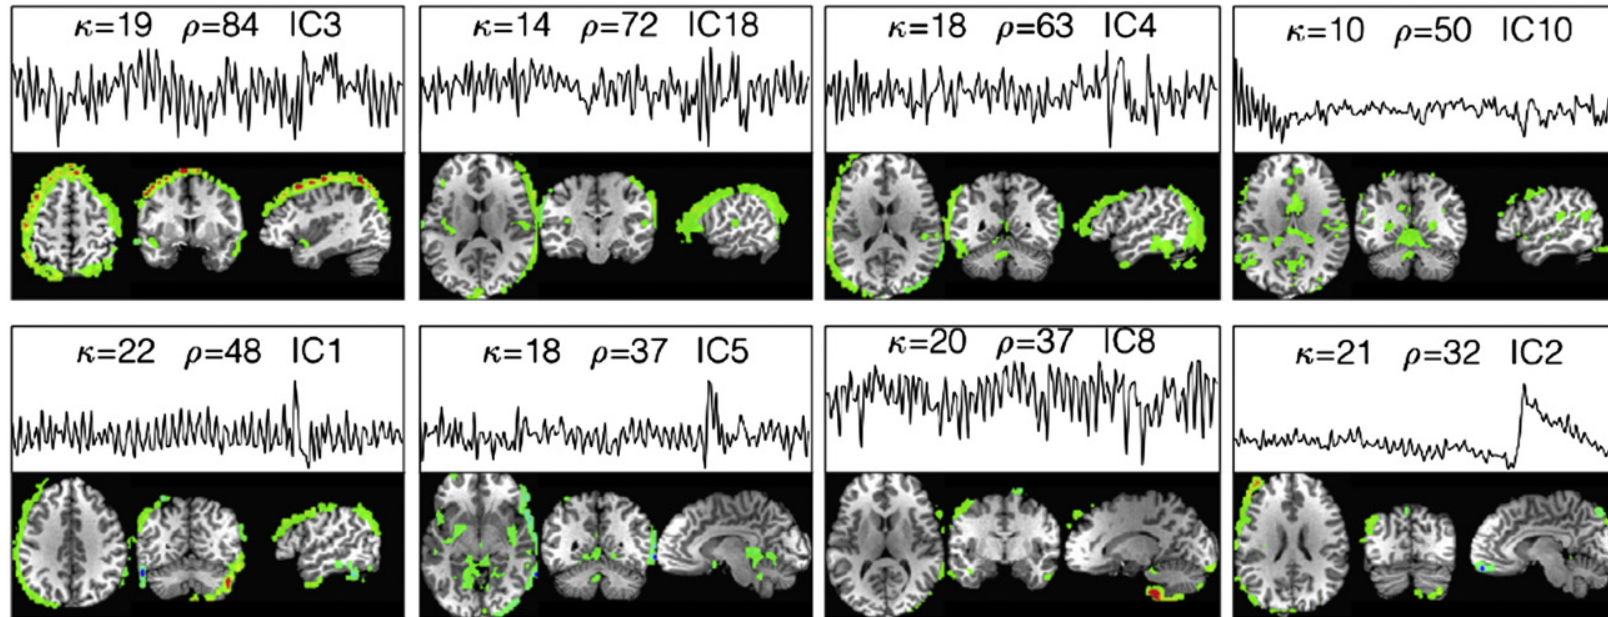 κ=19 ρ=84 IC3
κ=14 ρ=72 IC18
κ=18 ρ=63 IC4
κ=10 ρ=50 IC10
κ=22 ρ=48 IC1
κ=18 ρ=37 IC5
κ=20 ρ=37 IC8
κ=21 ρ=32 IC2